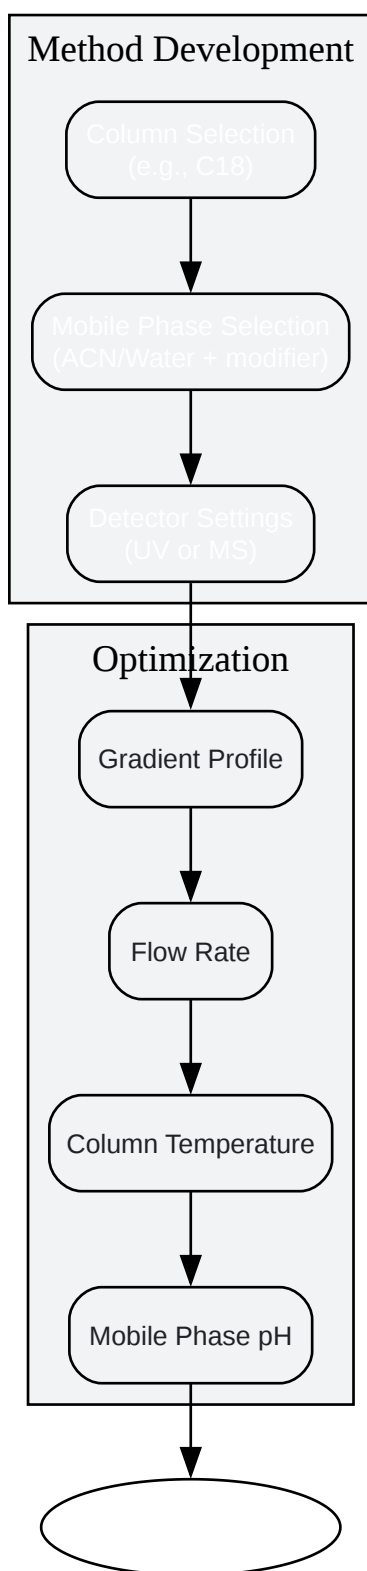 Method Development
Column Selection
(e.g., C18)
Mobile Phase Selection
(ACN/Water + modifier)
Detector Settings
(UV or MS)
Optimization
Gradient Profile
Flow Rate
Column Temperature
Mobile Phase pH